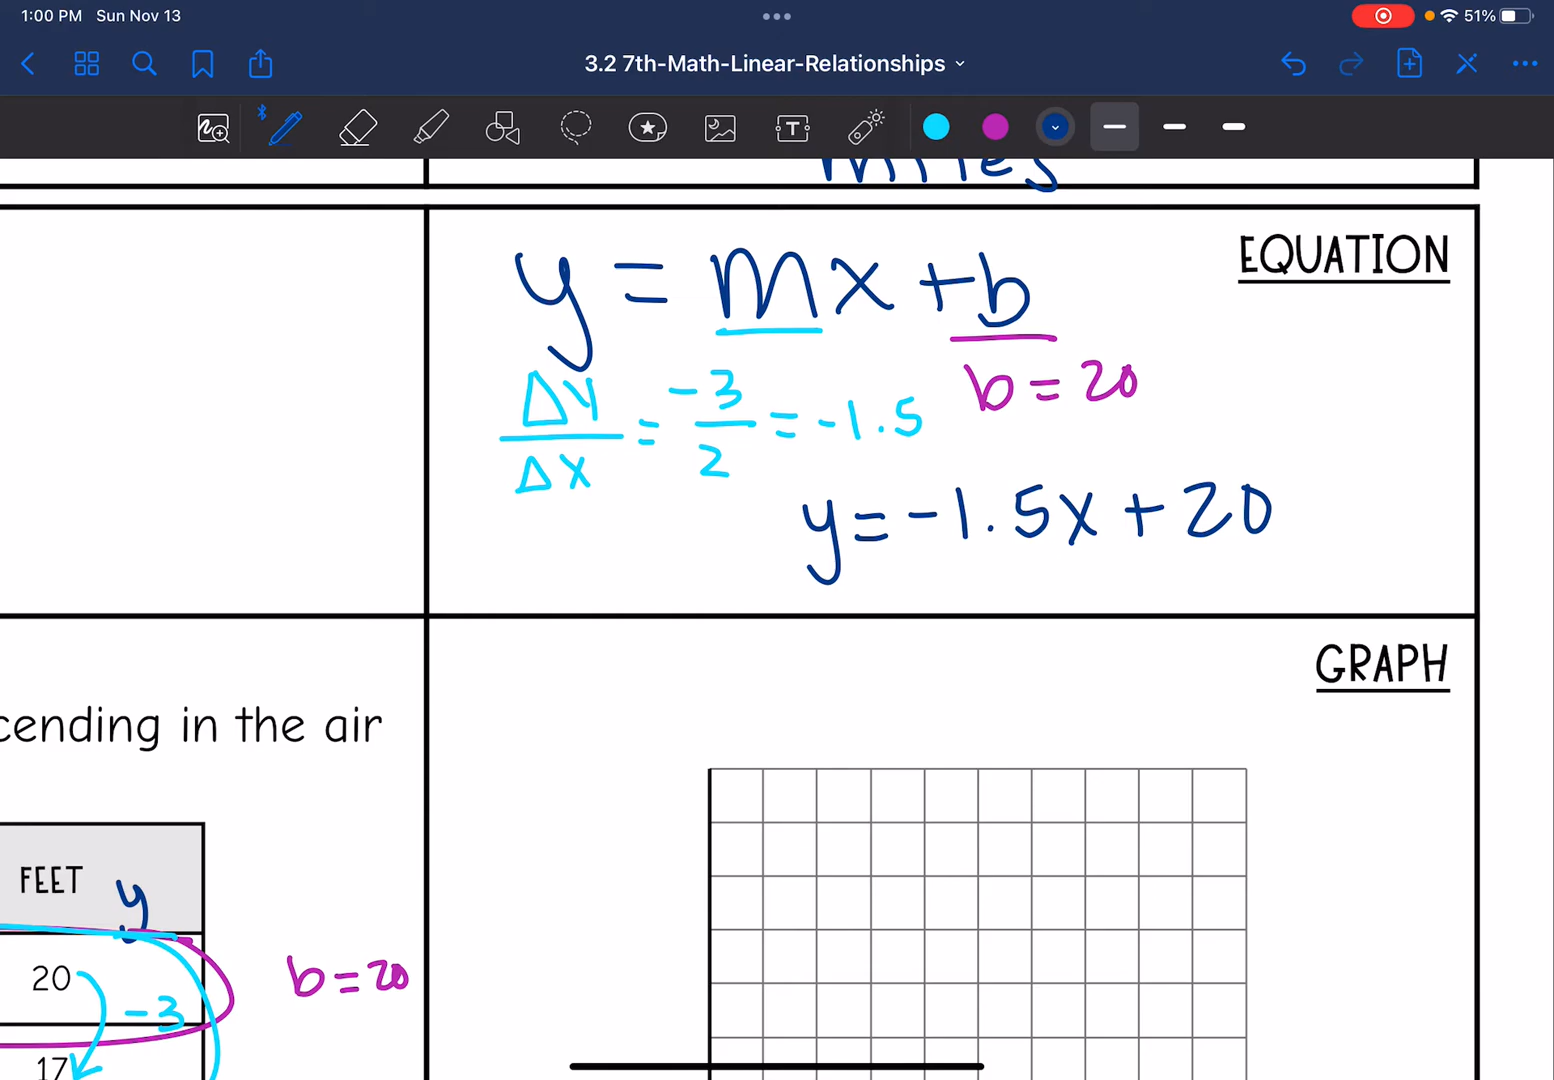 1:00 PM Sun Nov 13
51%
3.2 7th-Math-Linear-Relationships
T
miles
EQUATION
y = mx + b
Δy/Δx = -3/2 = -1.5
b = 20
y = -1.5x + 20
GRAPH
cending in the air
FEET y
20
-3
b = 20
17